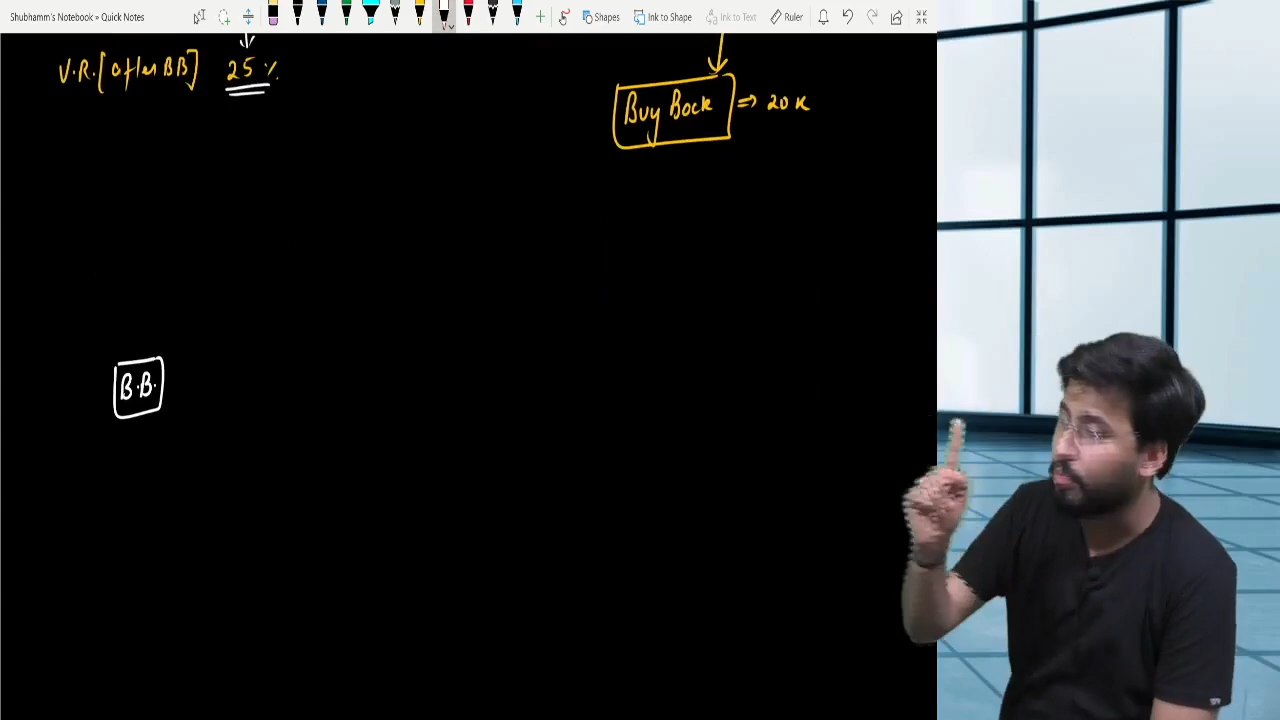 Shubhamm's Notebook » Quick Notes
Shapes
Ink to Shape
Ink to Text
Ruler
V.R. [after BB] 25 %
Buy Back ⇒ 20 K
B.B.